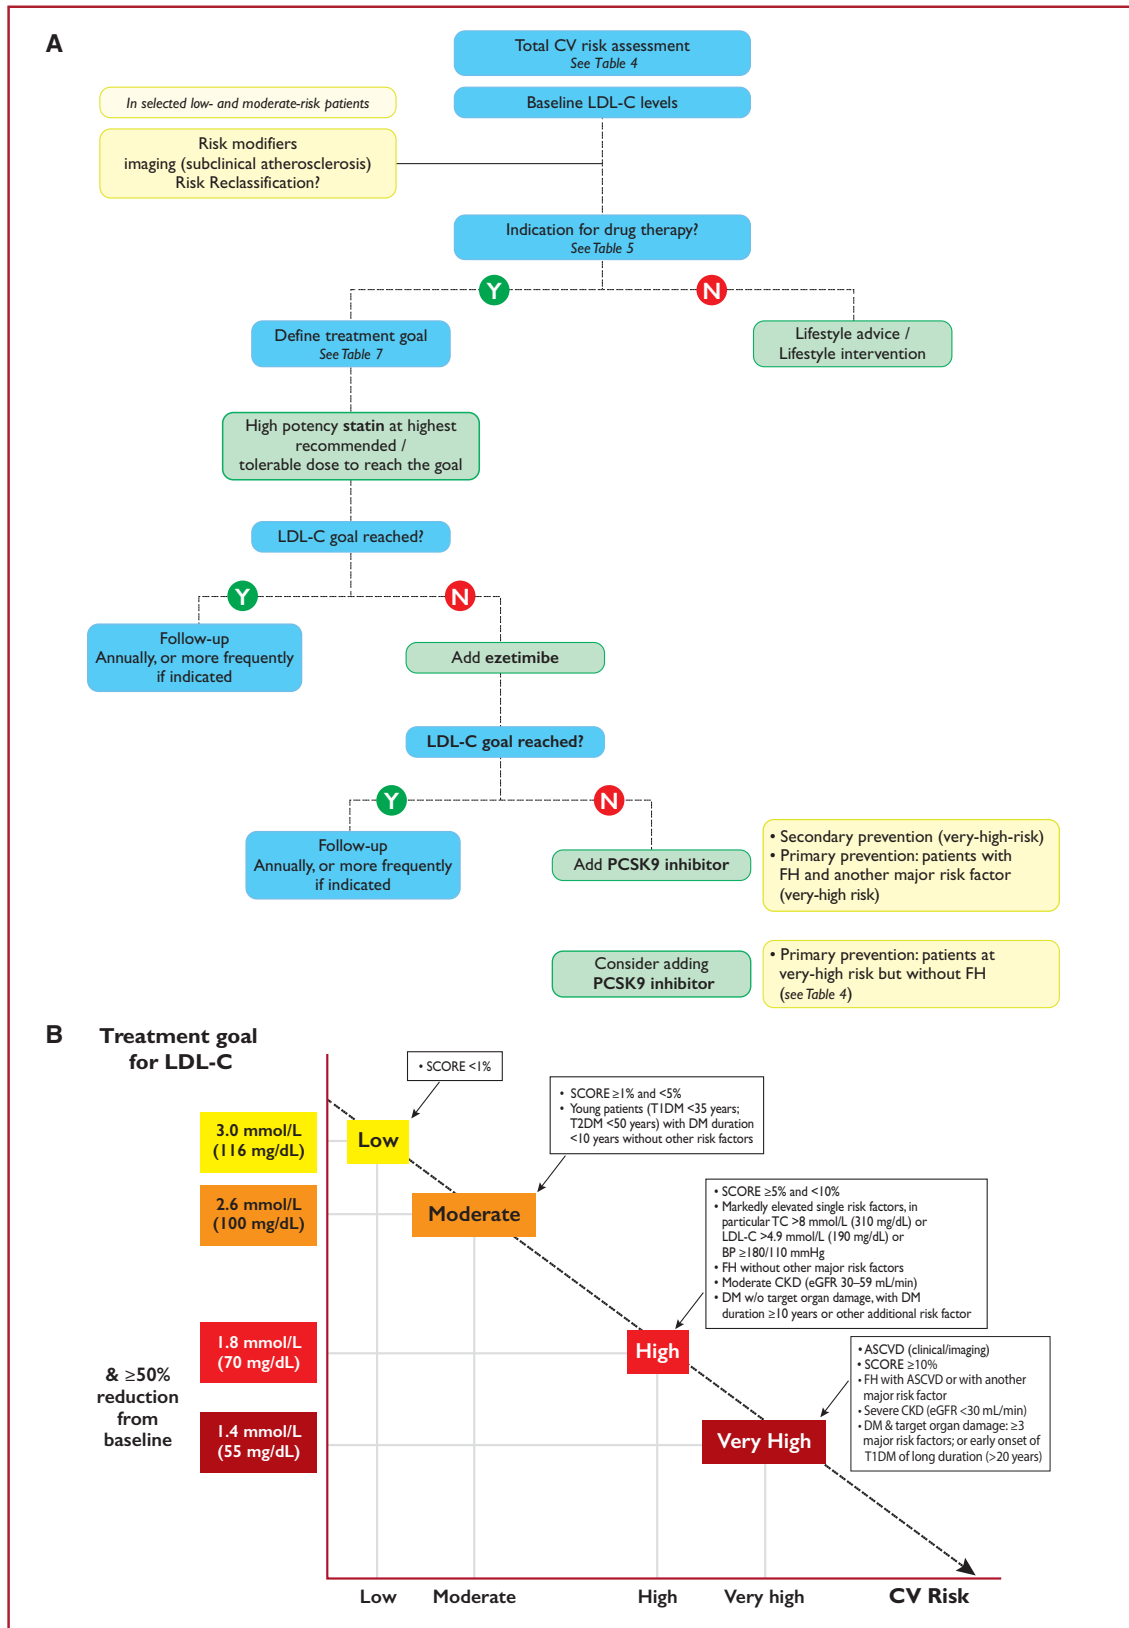 A
Total CV risk assessment
See Table 4
In selected low- and moderate-risk patients
Baseline LDL-C levels
Risk modifiers
imaging (subclinical atherosclerosis)
Risk Reclassification?
Indication for drug therapy?
See Table 5
Y
N
Define treatment goal
See Table 7
Lifestyle advice /
Lifestyle intervention
High potency statin at highest
recommended /
tolerable dose to reach the goal
LDL-C goal reached?
Y
N
Follow-up
Annually, or more frequently
if indicated
Add ezetimibe
LDL-C goal reached?
Y
N
Follow-up
Annually, or more frequently
if indicated
Add PCSK9 inhibitor
• Secondary prevention (very-high-risk)
• Primary prevention: patients with
FH and another major risk factor
(very-high risk)
Consider adding
PCSK9 inhibitor
• Primary prevention: patients at
very-high risk but without FH
(see Table 4)
B
Treatment goal
for LDL-C
• SCORE <1%
• SCORE ≥1% and <5%
• Young patients (T1DM <35 years;
T2DM <50 years) with DM duration
<10 years without other risk factors
3.0 mmol/L
(116 mg/dL)
Low
2.6 mmol/L
(100 mg/dL)
Moderate
• SCORE ≥5% and <10%
• Markedly elevated single risk factors, in
particular TC >8 mmol/L (310 mg/dL) or
LDL-C >4.9 mmol/L (190 mg/dL) or
BP ≥180/110 mmHg
• FH without other major risk factors
• Moderate CKD (eGFR 30–59 mL/min)
• DM w/o target organ damage, with DM
duration ≥10 years or other additional risk factor
1.8 mmol/L
(70 mg/dL)
High
& ≥50%
reduction
from
baseline
• ASCVD (clinical/imaging)
• SCORE ≥10%
• FH with ASCVD or with another
major risk factor
• Severe CKD (eGFR <30 mL/min)
• DM & target organ damage: ≥3
major risk factors; or early onset of
T1DM of long duration (>20 years)
1.4 mmol/L
(55 mg/dL)
Very High
Low
Moderate
High
Very high
CV Risk